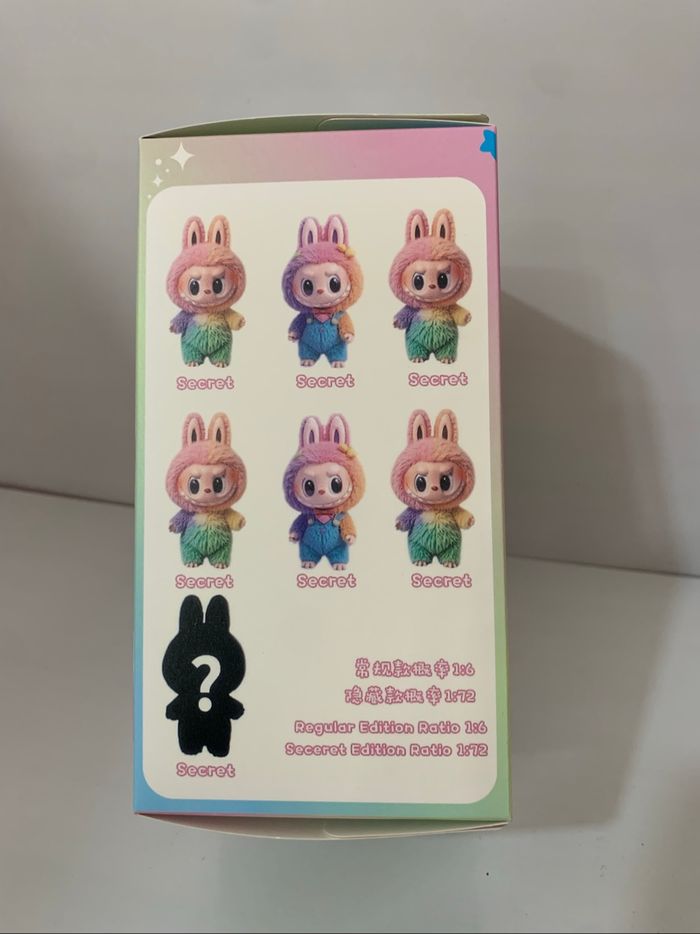 Secret Secret Secret
Secret Secret Secret
?
Secret
常规款概率 1:6
隐藏款概率 1:72
Regular Edition Ratio 1:6
Seceret Edition Ratio 1:72